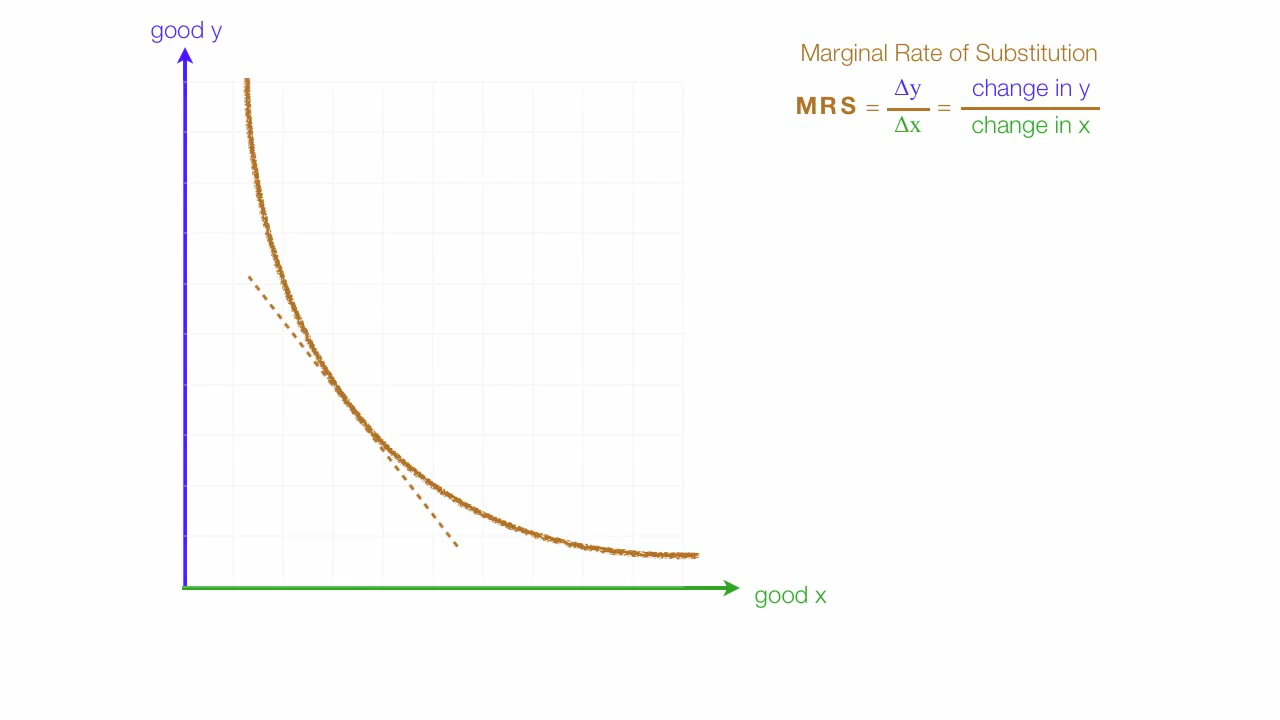 good y
Marginal Rate of Substitution
MRS = Δy/Δx = change in y/change in x
good x